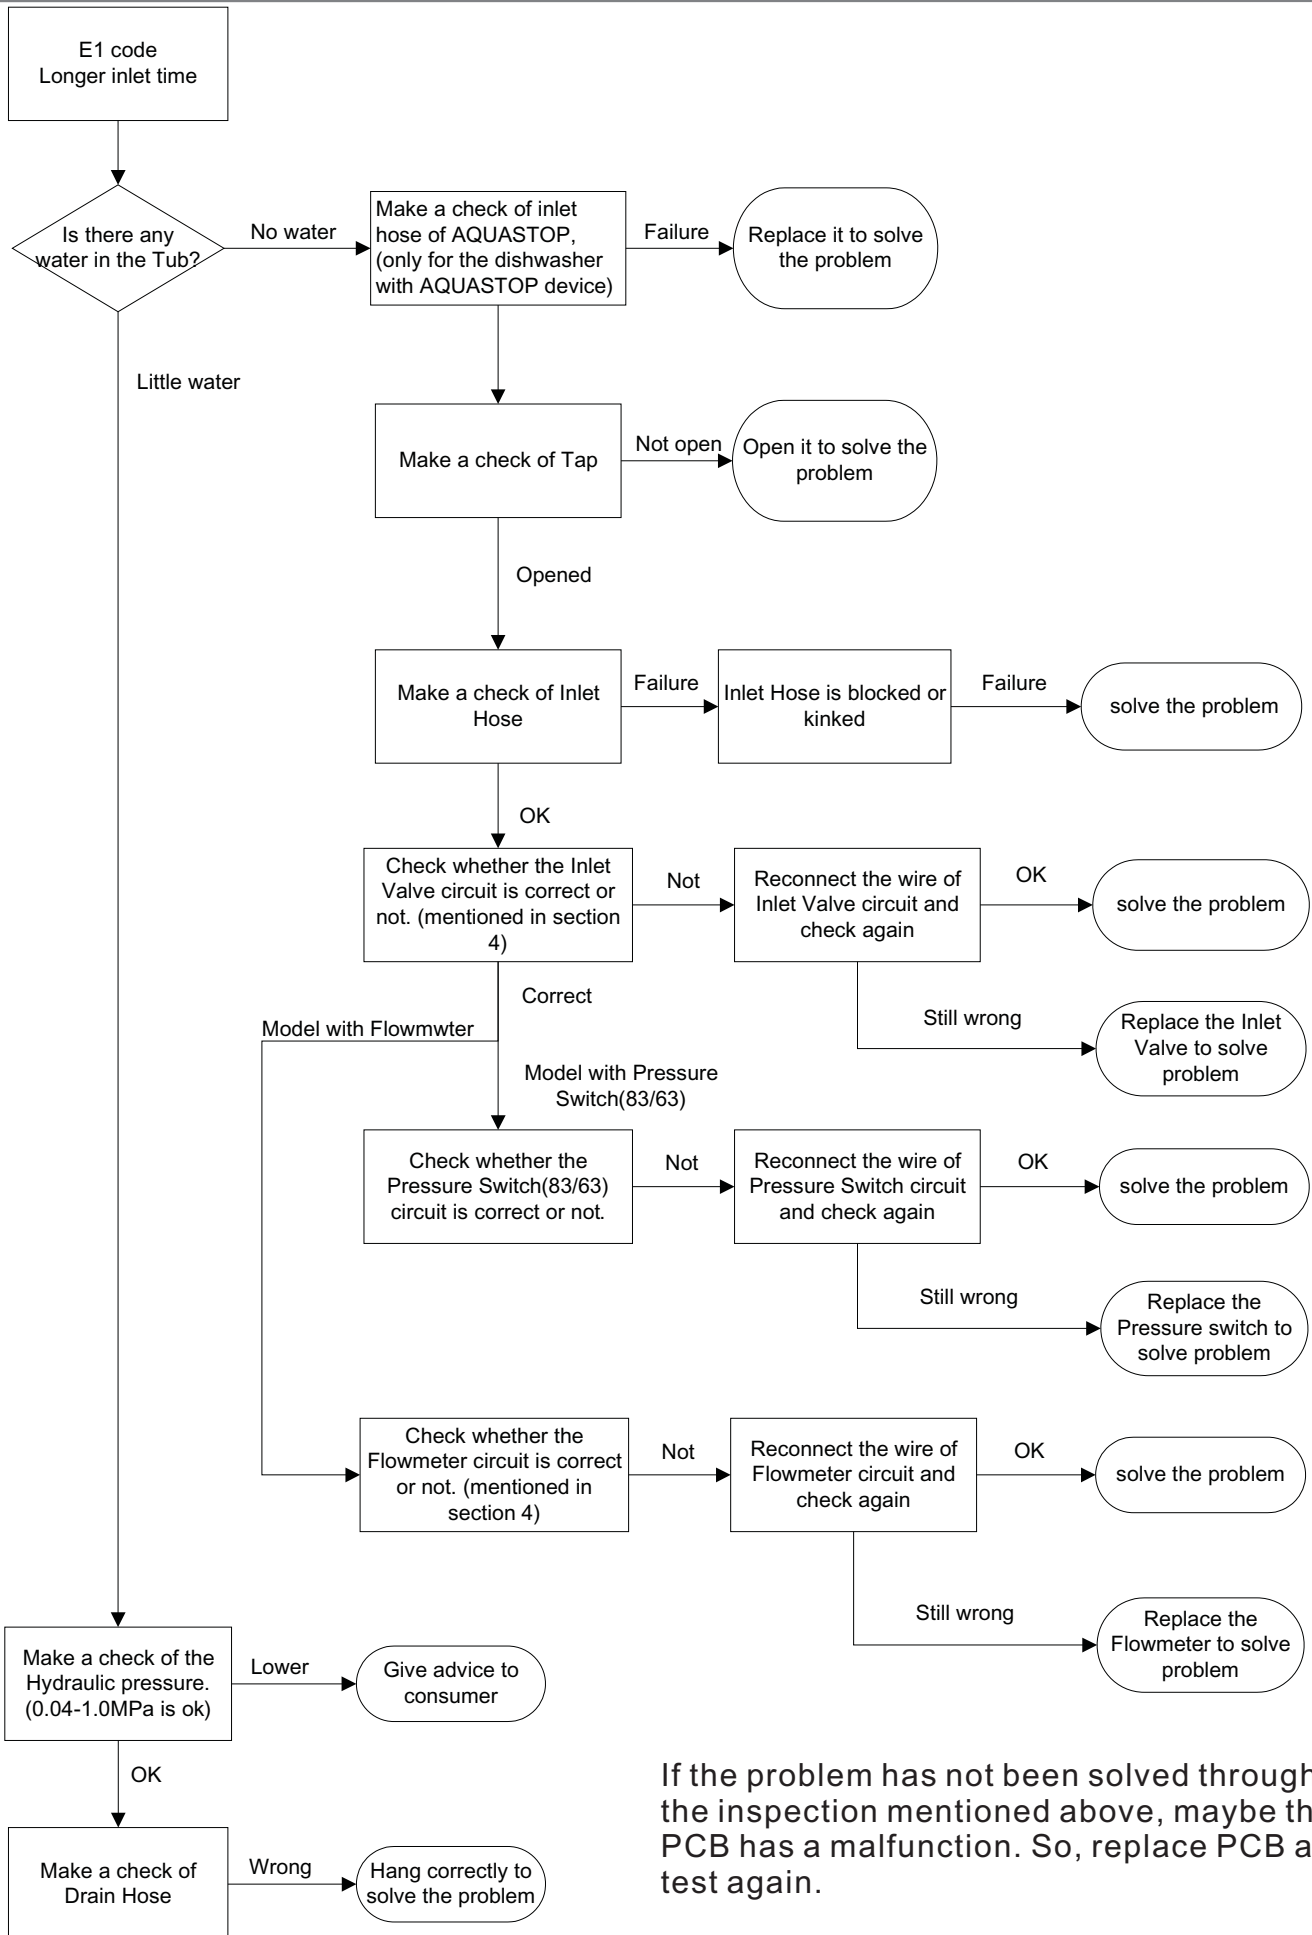 E1 code
Longer inlet time
Is there any
water in the Tub?
No water
Make a check of inlet
hose of AQUASTOP,
(only for the dishwasher
with AQUASTOP device)
Failure
Replace it to solve
the problem
Little water
Make a check of Tap
Not open
Open it to solve the
problem
Opened
Make a check of Inlet
Hose
Failure
Inlet Hose is blocked or
kinked
Failure
solve the problem
OK
Check whether the Inlet
Valve circuit is correct or
not. (mentioned in section
4)
Not
Reconnect the wire of
Inlet Valve circuit and
check again
OK
solve the problem
Correct
Still wrong
Replace the Inlet
Valve to solve
problem
Model with Flowmwter
Model with Pressure
Switch(83/63)
Check whether the
Pressure Switch(83/63)
circuit is correct or not.
Not
Reconnect the wire of
Pressure Switch circuit
and check again
OK
solve the problem
Still wrong
Replace the
Pressure switch to
solve problem
Check whether the
Flowmeter circuit is correct
or not. (mentioned in
section 4)
Not
Reconnect the wire of
Flowmeter circuit and
check again
OK
solve the problem
Still wrong
Replace the
Flowmeter to solve
problem
Make a check of the
Hydraulic pressure.
(0.04-1.0MPa is ok)
Lower
Give advice to
consumer
OK
Make a check of
Drain Hose
Wrong
Hang correctly to
solve the problem
If the problem has not been solved through
the inspection mentioned above, maybe th
PCB has a malfunction. So, replace PCB a
test again.